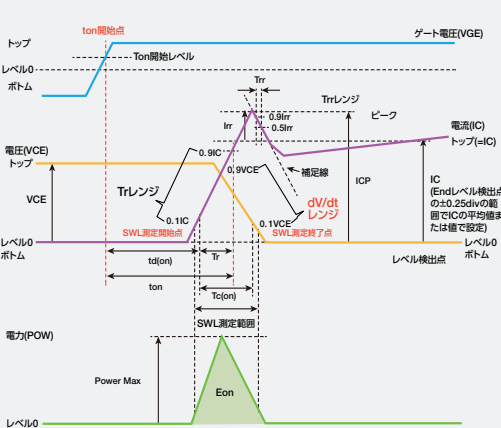 ton開始点
ゲート電圧(VGE)
トップ
Ton開始レベル
レベル0
ボトム
Trr
Trrレンジ
0.9Irr
0.5Irr
Irr
ピーク
電流(IC)
トップ(=IC)
電圧(VCE)
トップ
0.9IC
0.9VCE
補足線
VCE
Trレンジ
dV/dt
レンジ
ICP
IC
(Endレベル検出点
の±0.25divの範
囲でICの平均値ま
たは値で設定)
0.1IC
0.1VCE
SWL測定開始点
SWL測定終了点
レベル0
ボトム
レベル0
ボトム
レベル検出点
td(on)
Tr
ton
Tc(on)
SWL測定範囲
電力(POW)
Power Max
Eon
レベル0